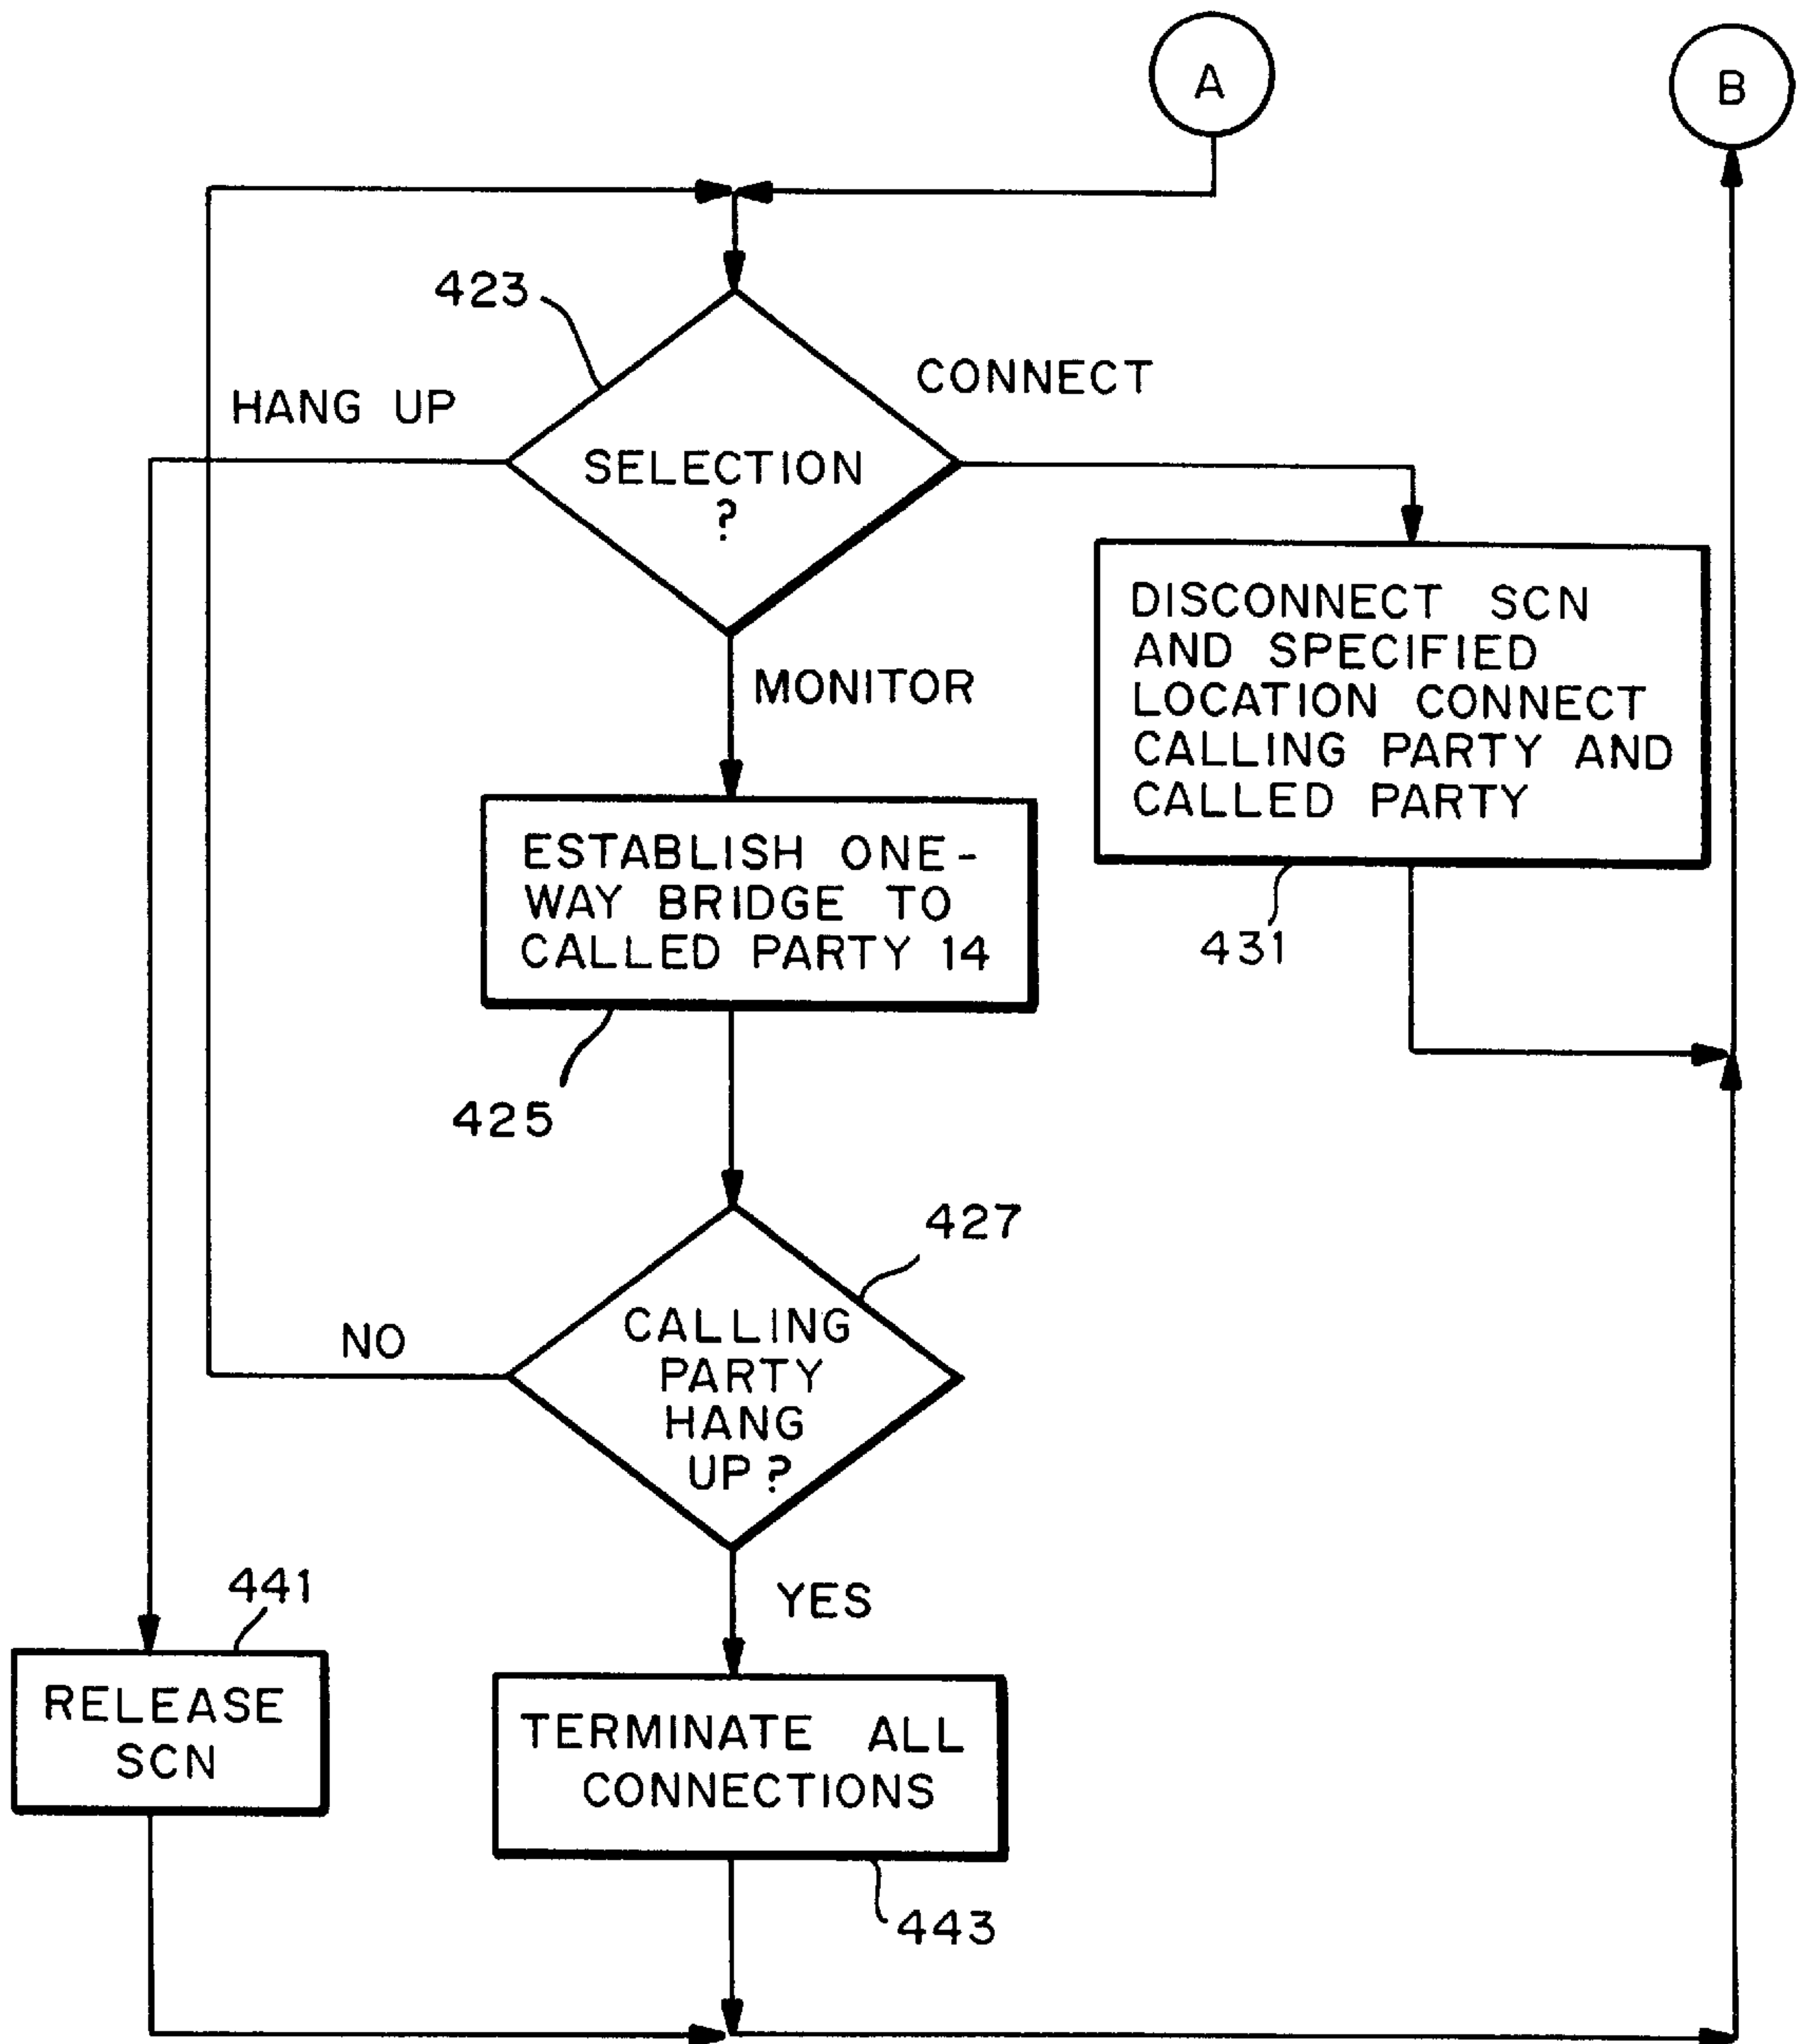 A
B
423
CONNECT
HANG UP
SELECTION
?
DISCONNECT SCN
AND SPECIFIED
LOCATION CONNECT
CALLING PARTY AND
CALLED PARTY
MONITOR
ESTABLISH ONE-
WAY BRIDGE TO
CALLED PARTY 14
431
425
427
CALLING
PARTY
HANG
UP?
NO
YES
441
RELEASE
SCN
TERMINATE ALL
CONNECTIONS
443